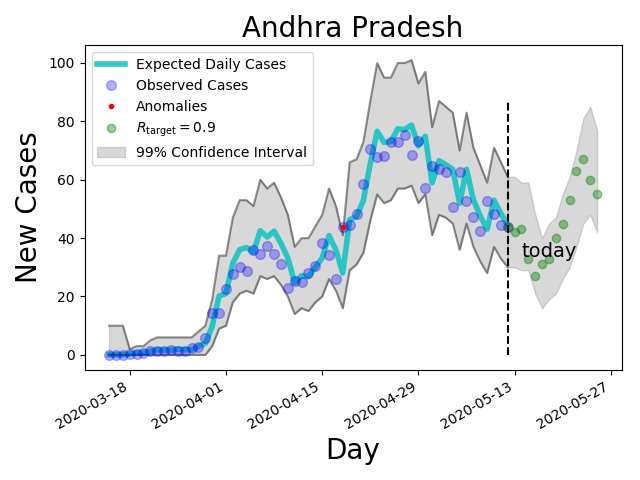 Andhra Pradesh
New Cases
100
80
60
40
20
0
Expected Daily Cases
Observed Cases
Anomalies
R_target = 0.9
99% Confidence Interval
today
2020-03-18
2020-04-01
2020-04-15
2020-04-29
2020-05-13
2020-05-27
Day